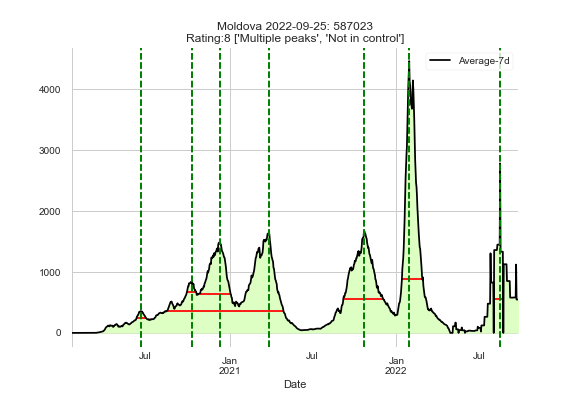 Moldova 2022-09-25: 587023
Rating:8 ['Multiple peaks', 'Not in control']
Average-7d
4000
3000
2000
1000
0
Jul
Jan
2021
Jul
Jan
2022
Jul
Date